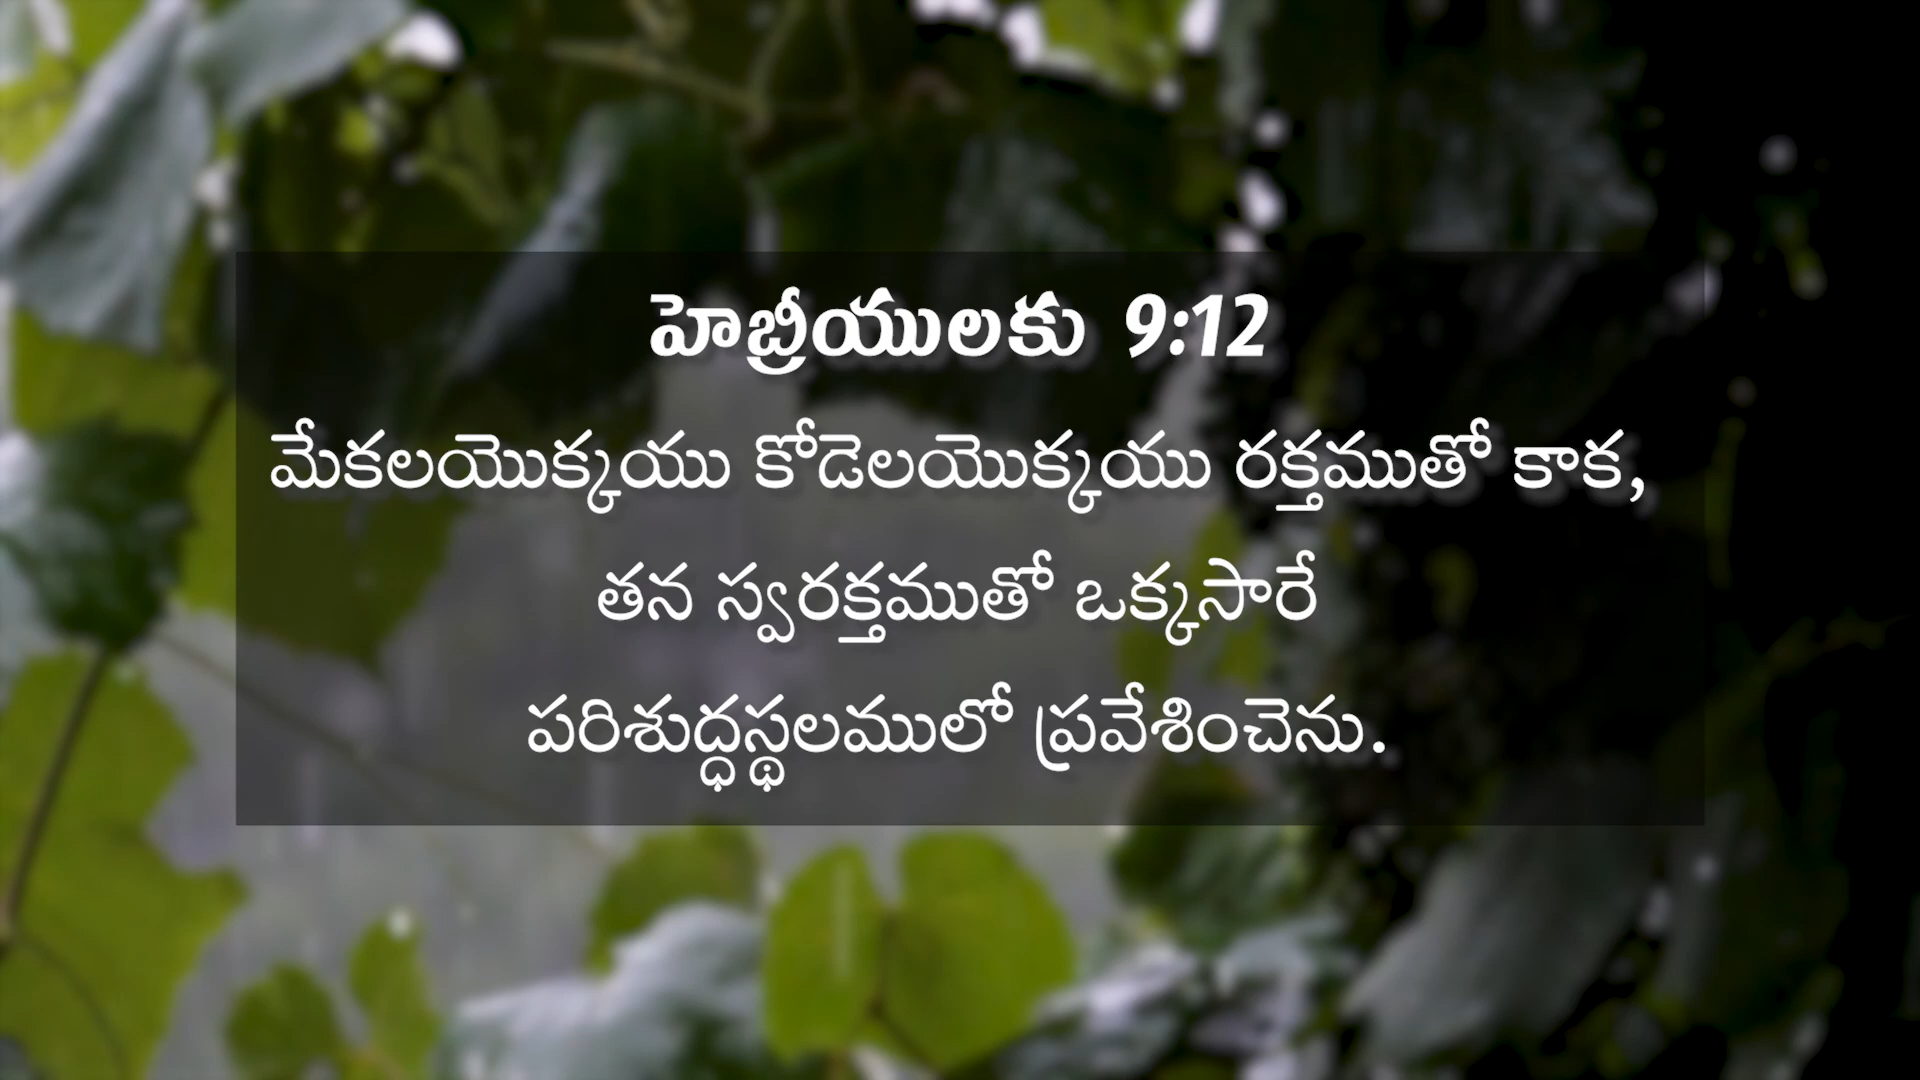 హెబ్రీయులకు 9:12
మేకలయొక్కయు కోడెలయొక్కయు రక్తముతో కాక,
తన స్వరక్తముతో ఒక్కసారే
పరిశుద్ధస్థలములో ప్రవేశించెను.